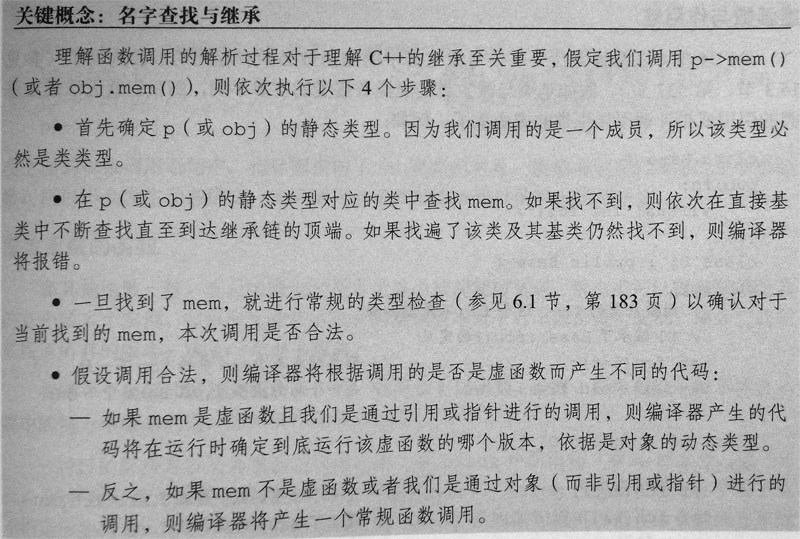 关键概念：名字查找与继承
理解函数调用的解析过程对于理解 C++的继承至关重要，假定我们调用 p->mem()
（或者 obj.mem()），则依次执行以下 4 个步骤：
● 首先确定 p（或 obj）的静态类型。因为我们调用的是一个成员，所以该类型必
然是类类型。
● 在 p（或 obj）的静态类型对应的类中查找 mem。如果找不到，则依次在直接基
类中不断查找直至到达继承链的顶端。如果找遍了该类及其基类仍然找不到，则编译器
将报错。
● 一旦找到了 mem，就进行常规的类型检查（参见 6.1 节，第 183 页）以确认对于
当前找到的 mem，本次调用是否合法。
● 假设调用合法，则编译器将根据调用的是否是虚函数而产生不同的代码：
— 如果 mem 是虚函数且我们是通过引用或指针进行的调用，则编译器产生的代
码将在运行时确定到底运行该虚函数的哪个版本，依据是对象的动态类型。
— 反之，如果 mem 不是虚函数或者我们是通过对象（而非引用或指针）进行的
调用，则编译器将产生一个常规函数调用。